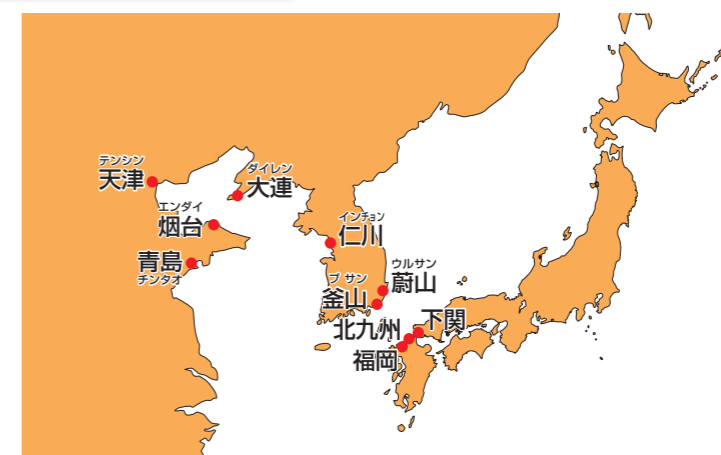 テンシン
天津
ダイレン
大連
エンダイ
烟台
青島
チンタオ
インチョン
仁川
ウルサン
蔚山
プサン
釜山
下関
北九州
福岡